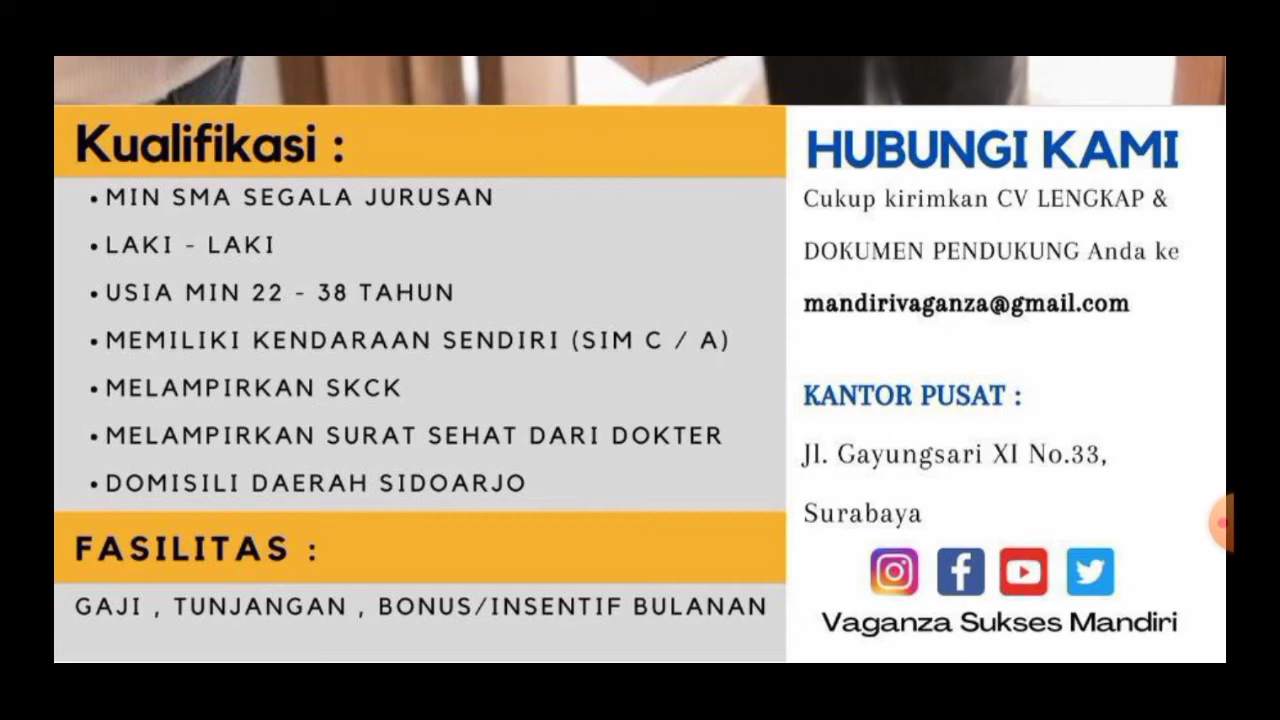 Kualifikasi :
• MIN SMA SEGALA JURUSAN
• LAKI - LAKI
• USIA MIN 22 - 38 TAHUN
• MEMILIKI KENDARAAN SENDIRI (SIM C / A)
• MELAMPIRKAN SKCK
• MELAMPIRKAN SURAT SEHAT DARI DOKTER
• DOMISILI DAERAH SIDOARJO
FASILITAS :
GAJI , TUNJANGAN , BONUS/INSENTIF BULANAN
HUBUNGI KAMI
Cukup kirimkan CV LENGKAP &
DOKUMEN PENDUKUNG Anda ke
mandirivaganza@gmail.com
KANTOR PUSAT :
Jl. Gayungsari XI No.33,
Surabaya
Vaganza Sukses Mandiri